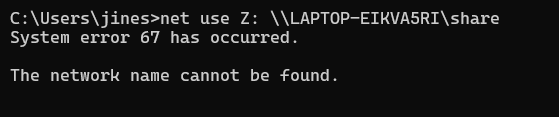 C:\Users\jines>net use Z: \\LAPTOP-EIKVA5RI\share
System error 67 has occurred.
The network name cannot be found.